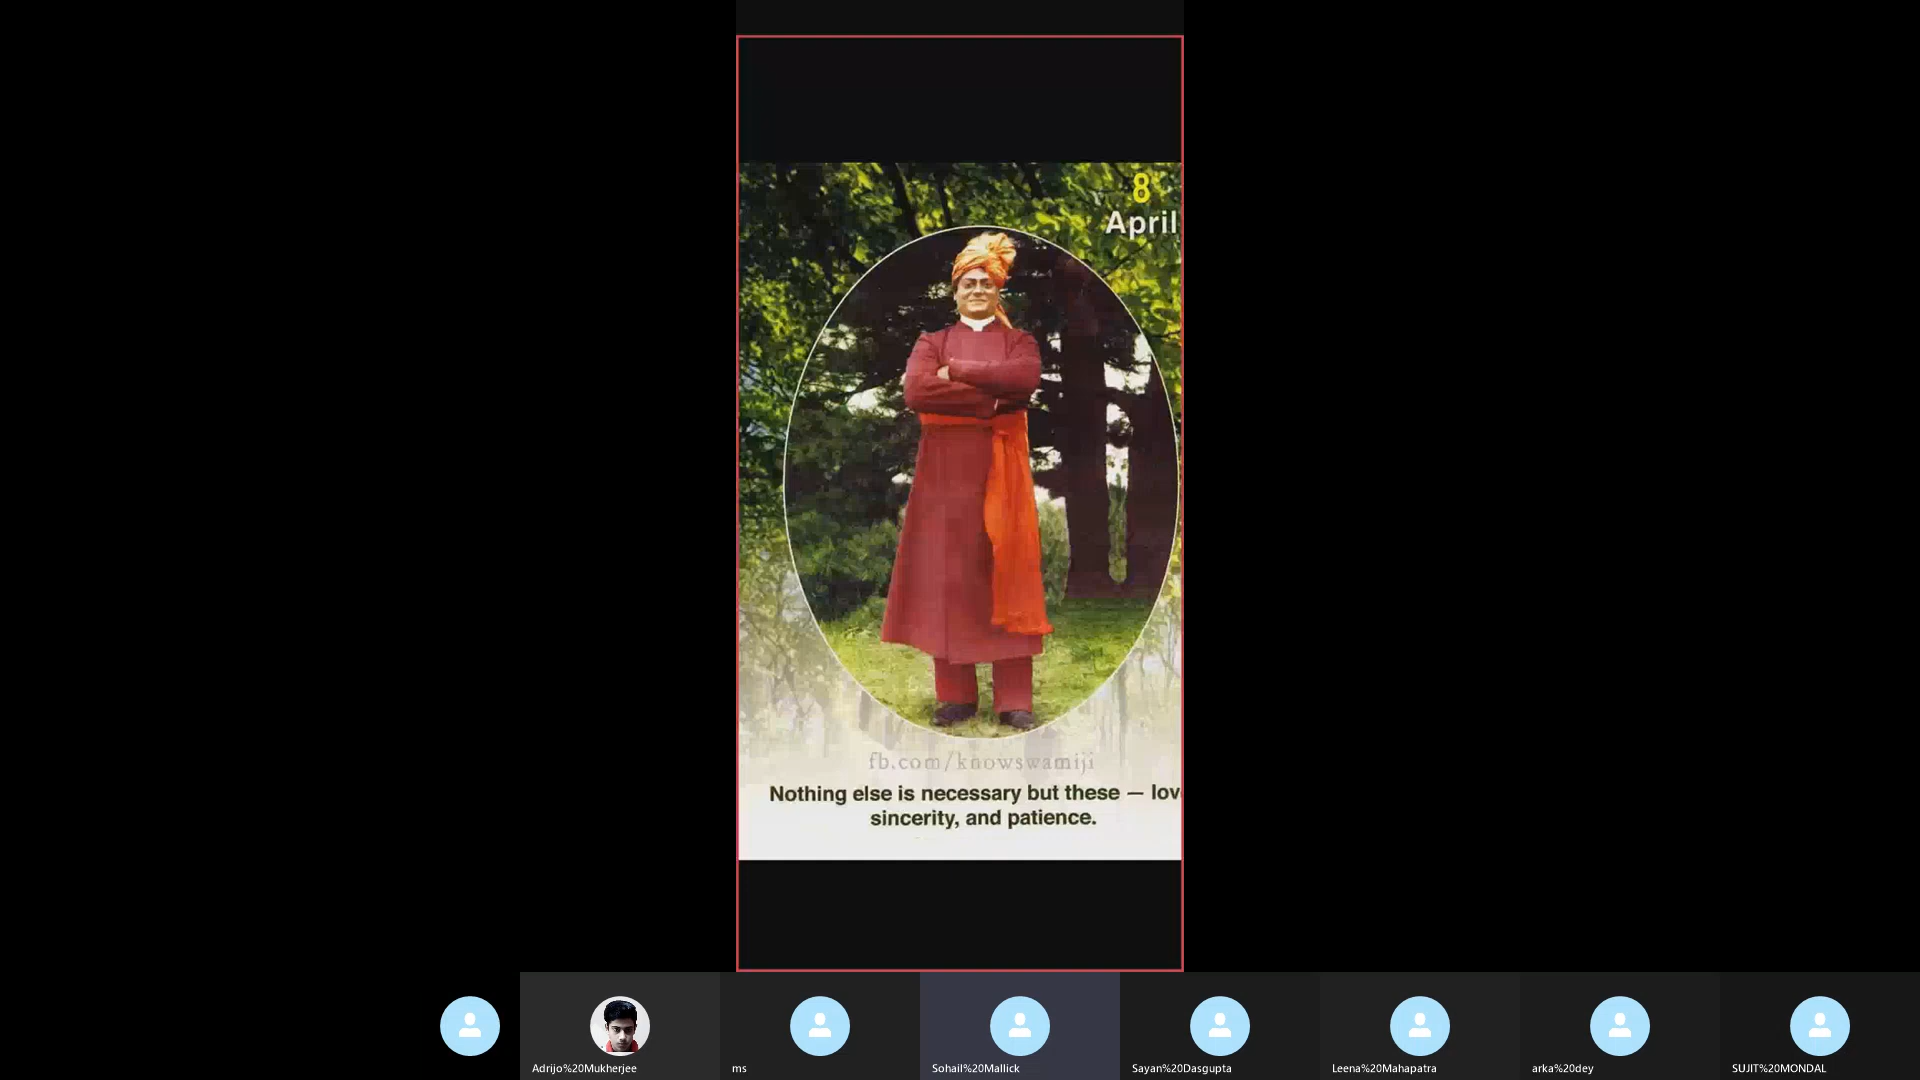 8
April
fb.com/knowswamiji
Nothing else is necessary but these — lov
sincerity, and patience.
Adrijo%20Mukherjee
ms
Sohail%20Mallick
Sayan%20Dasgupta
Leena%20Mahapatra
arka%20dey
SUJIT%20MONDAL